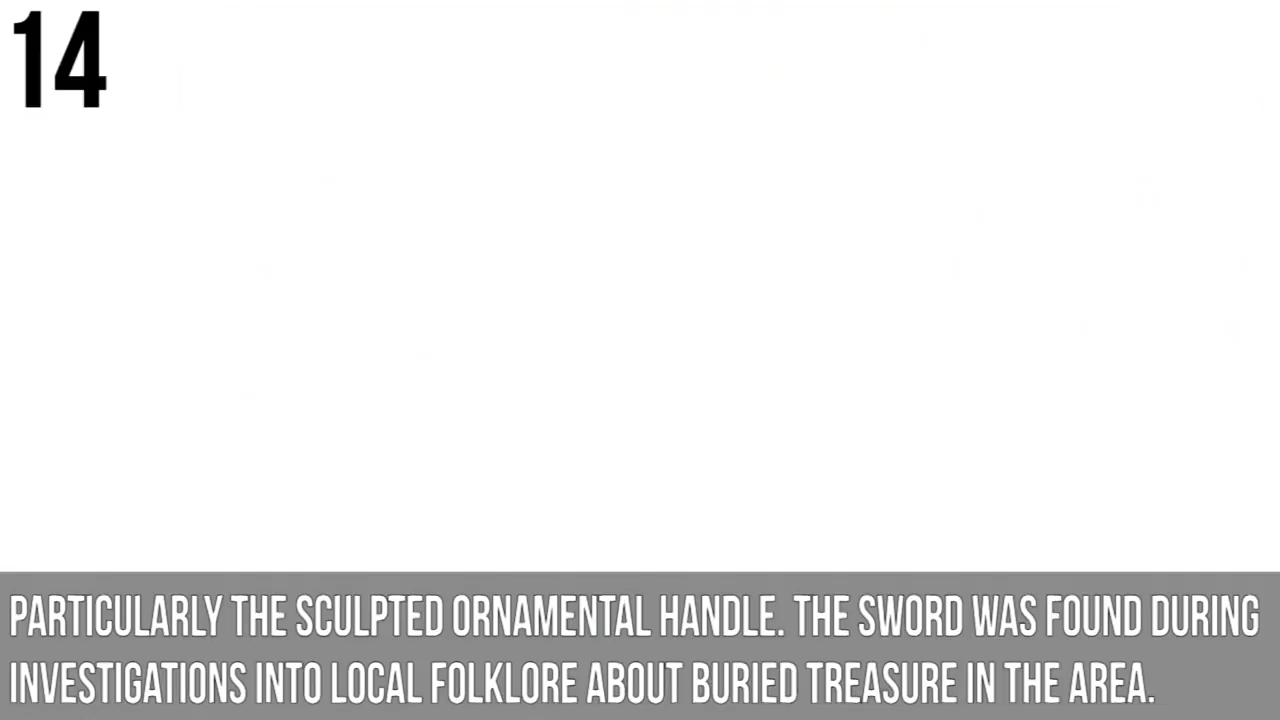 14
PARTICULARLY THE SCULPTED ORNAMENTAL HANDLE. THE SWORD WAS FOUND DURING
INVESTIGATIONS INTO LOCAL FOLKLORE ABOUT BURIED TREASURE IN THE AREA.